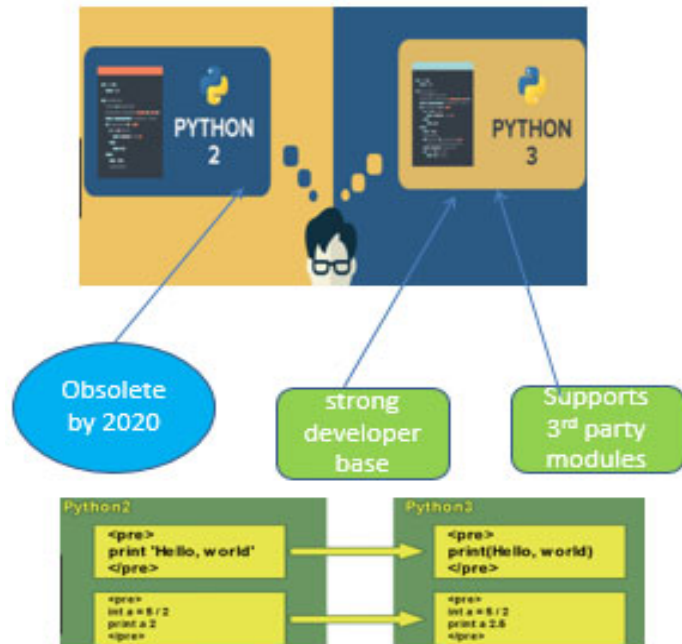 PYTHON
2
PYTHON
3
Obsolete
by 2020
strong
developer
base
Supports
3rd party
modules
Python2
Python3
<pre>
print 'Hello, world'
</pre>
<pre>
print(Hello, world)
</pre>
<pre>
int a = 5 / 2
print a 2
</pre>
<pre>
int a = 5 / 2
print a 2.5
</pre>